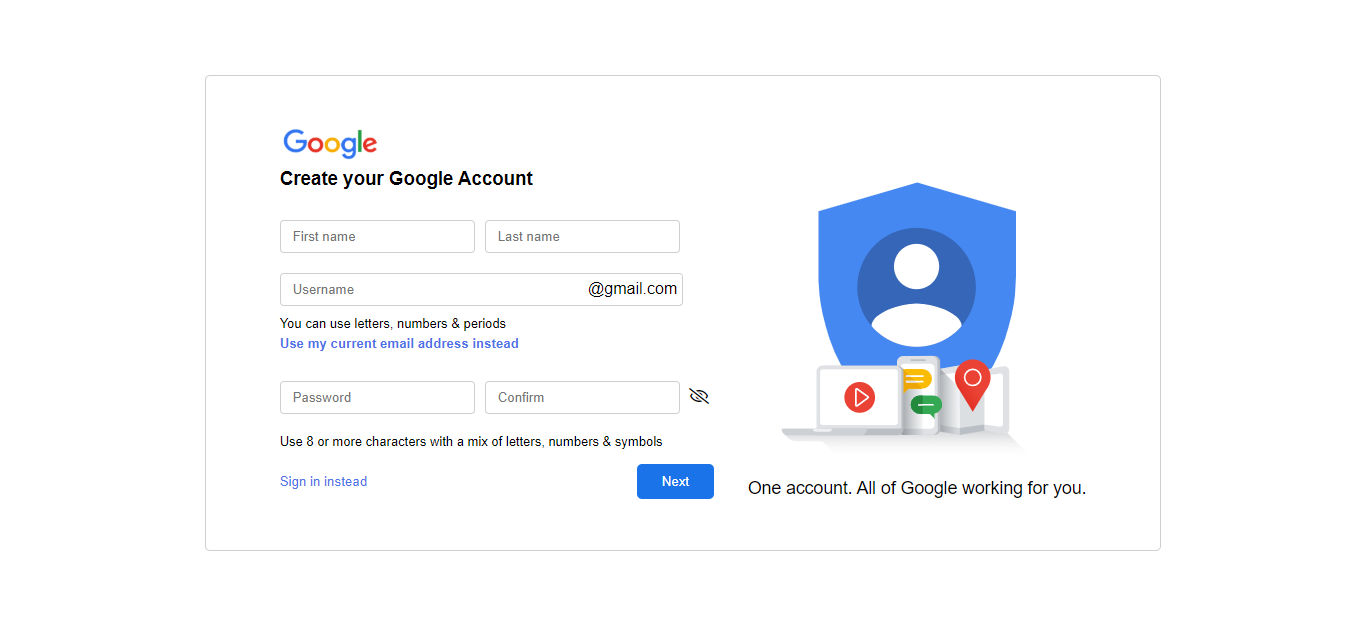 Google
Create your Google Account
First name Last name
Username @gmail.com
You can use letters, numbers & periods
Use my current email address instead
Password Confirm
Use 8 or more characters with a mix of letters, numbers & symbols
Sign in instead Next
One account. All of Google working for you.